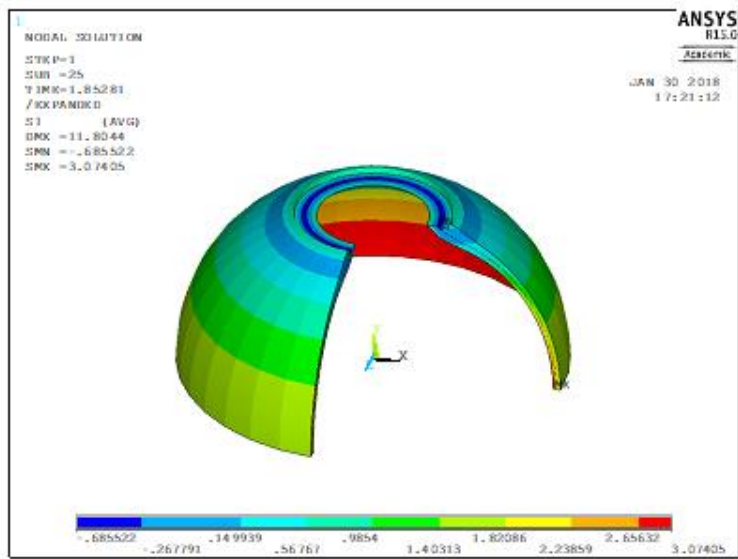 1
NODAL SOLUTION
STEP=1
SUB =25
TIME=1.85281
/EXPANDED
S1 (AVG)
DMX =11.8044
SMN =-.685522
SMX =3.07405
ANSYS
R15.0
Academic
JAN 30 2018
17:21:12
Y
Z X
X
-.685522 .149939 .9854 1.82086 2.65632
-.267791 .56767 1.40313 2.23859 3.07405